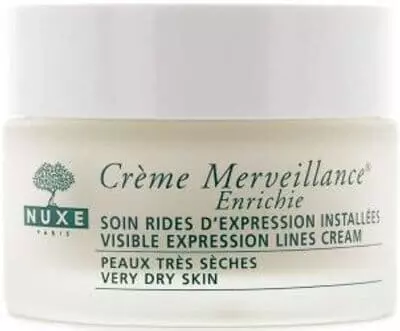 NUXE
PARIS
Crème Merveillance®
Enrichie
SOIN RIDES D'EXPRESSION INSTALLÉES
VISIBLE EXPRESSION LINES CREAM
PEAUX TRÈS SÈCHES
VERY DRY SKIN